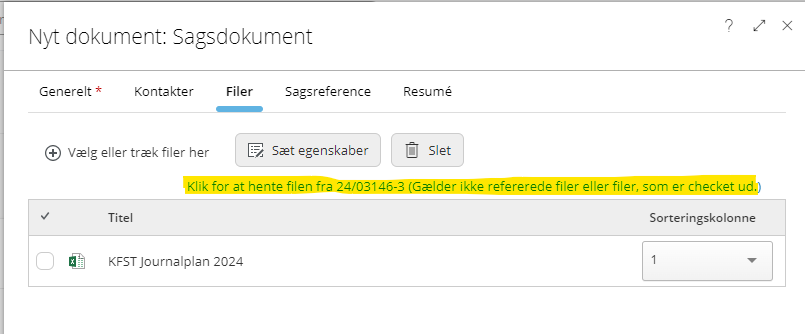 Nyt dokument: Sagsdokument
?
Generelt * Kontakter Filer Sagsreference Resumé
Vælg eller træk filer her Sæt egenskaber Slet
Klik for at hente filen fra 24/03146-3 (Gælder ikke refererede filer eller filer, som er checket ud.)
Titel Sorteringskolonne
KFST Journalplan 2024 1